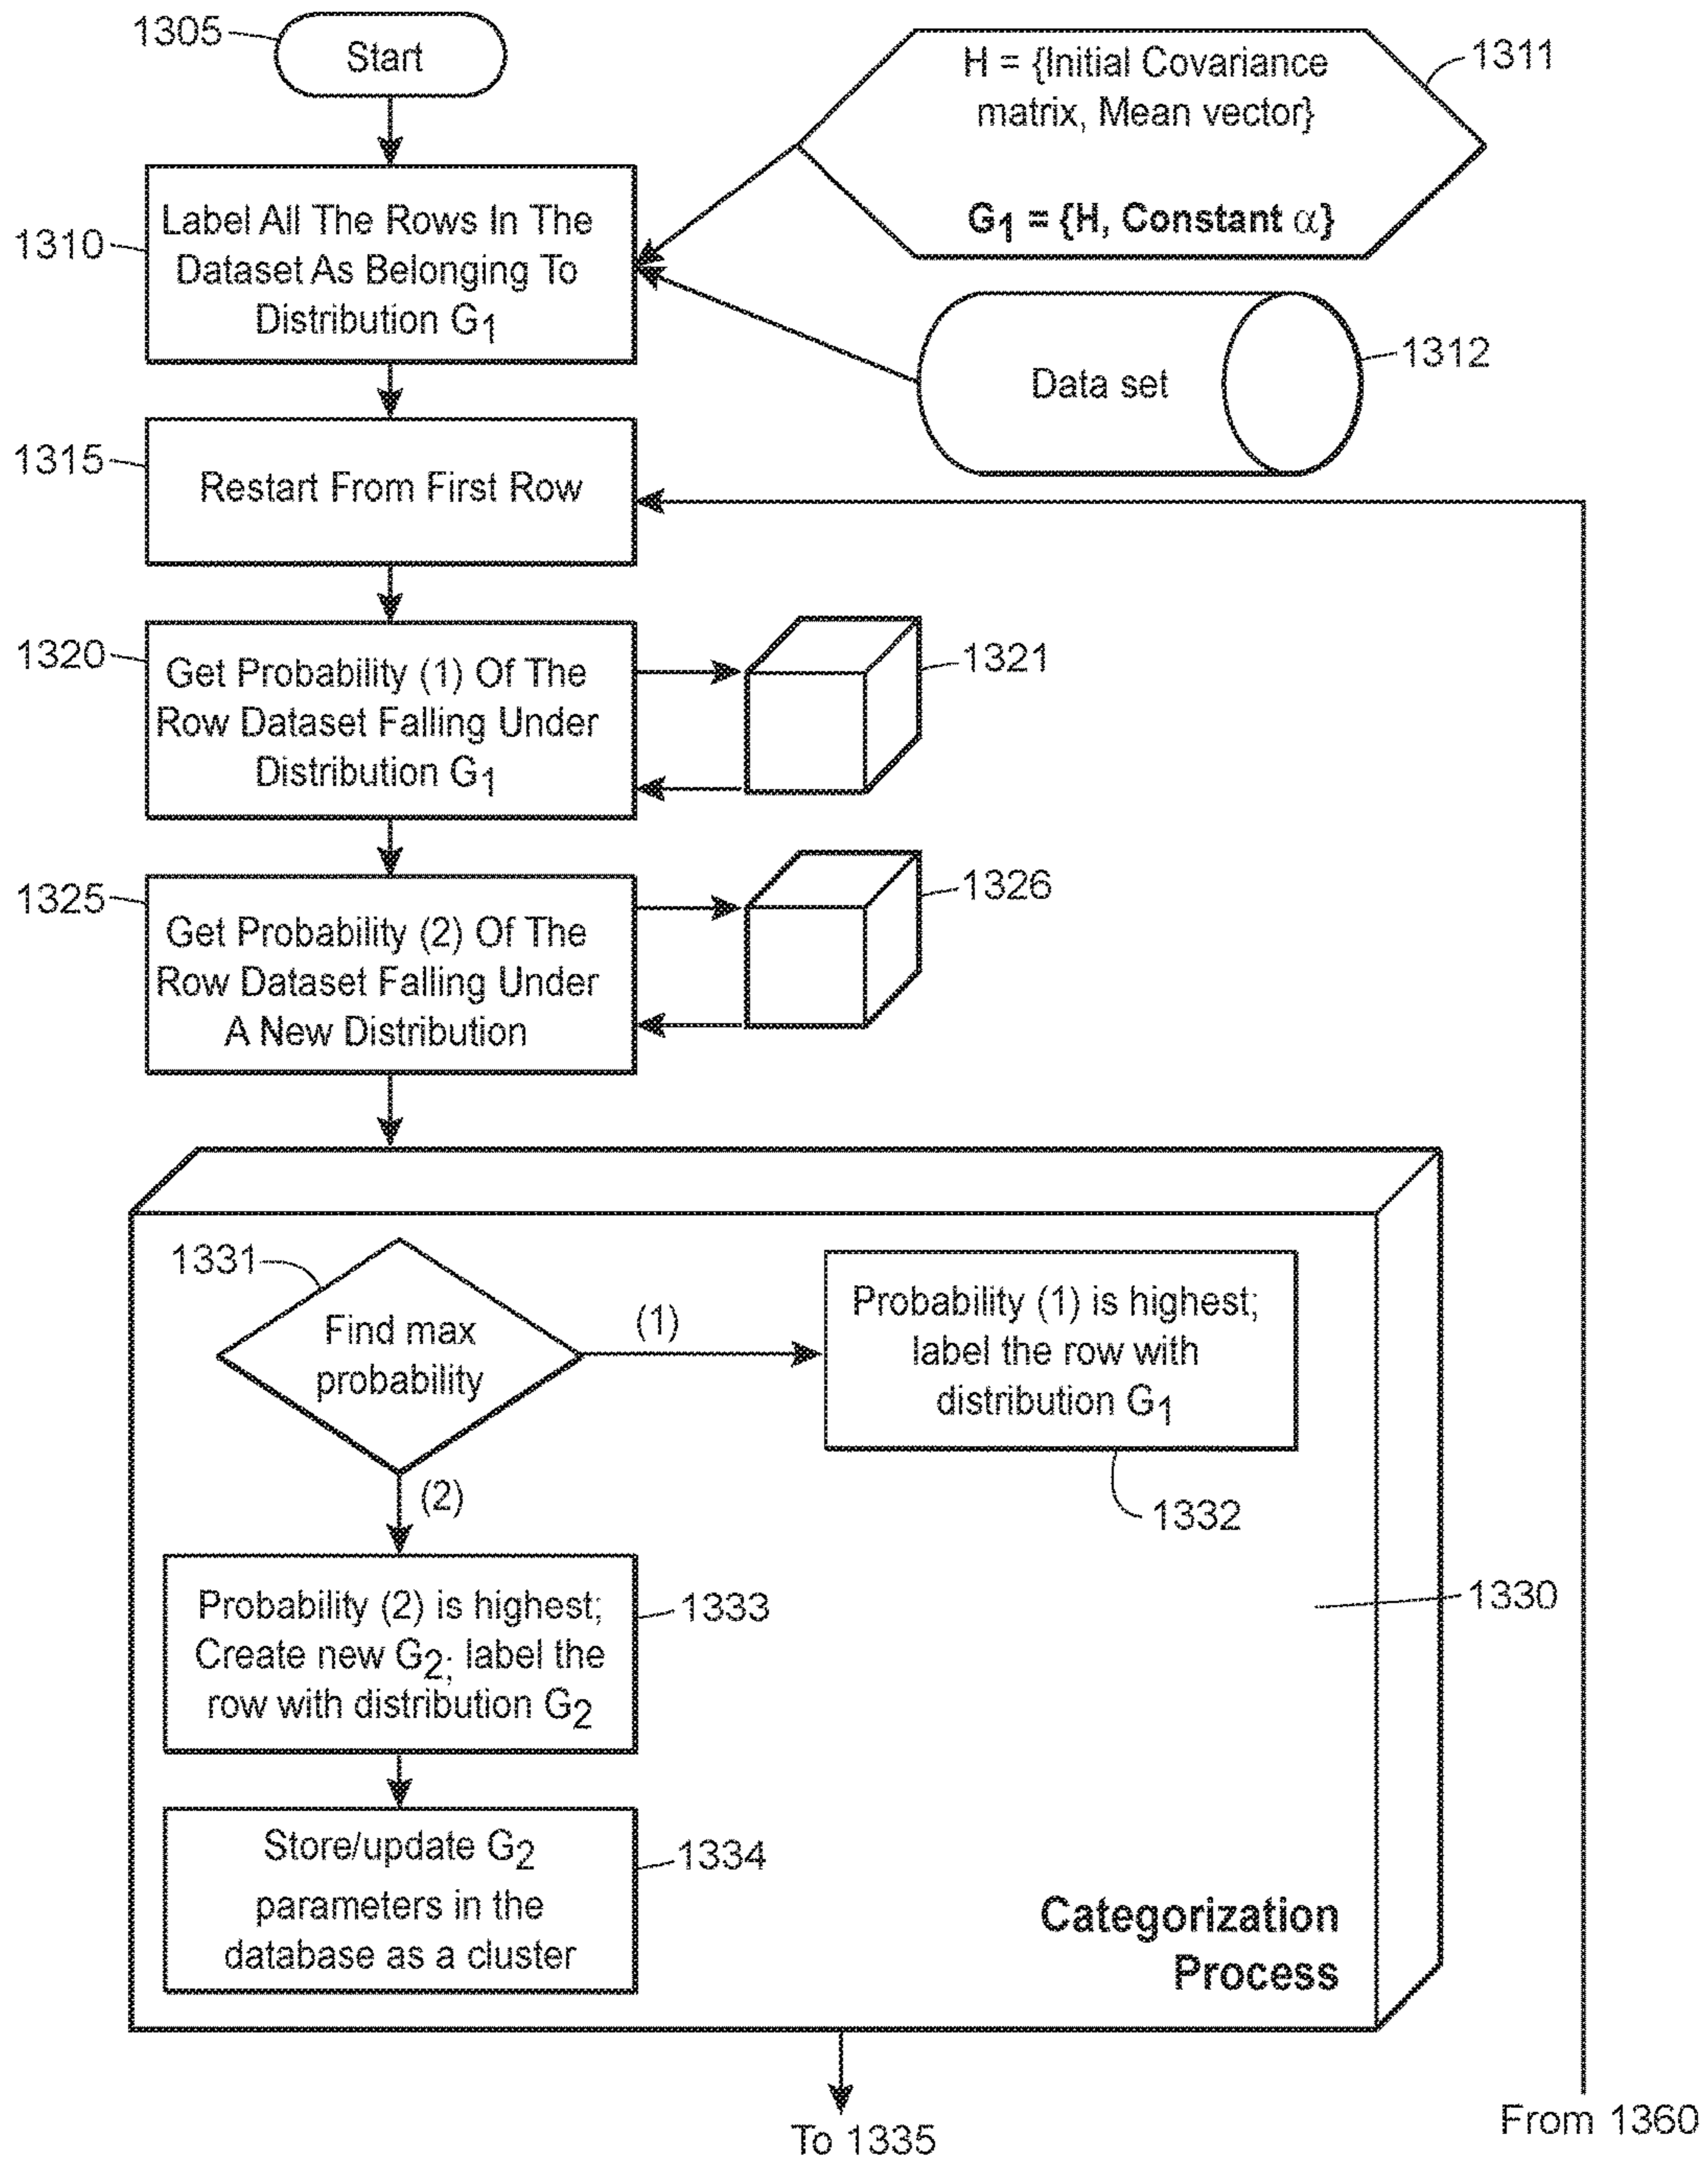 1305
Start
H = {Initial Covariance
matrix, Mean vector}
1311
G1 = {H, Constant α}
1310
Label All The Rows In The
Dataset As Belonging To
Distribution G1
Data set
1312
1315
Restart From First Row
1320
Get Probability (1) Of The
Row Dataset Falling Under
Distribution G1
1321
1325
Get Probability (2) Of The
Row Dataset Falling Under
A New Distribution
1326
1331
Find max
probability
(1)
Probability (1) is highest;
label the row with
distribution G1
1332
(2)
Probability (2) is highest;
Create new G2; label the
row with distribution G2
1333
1330
Store/update G2
parameters in the
database as a cluster
1334
Categorization
Process
To 1335
From 1360